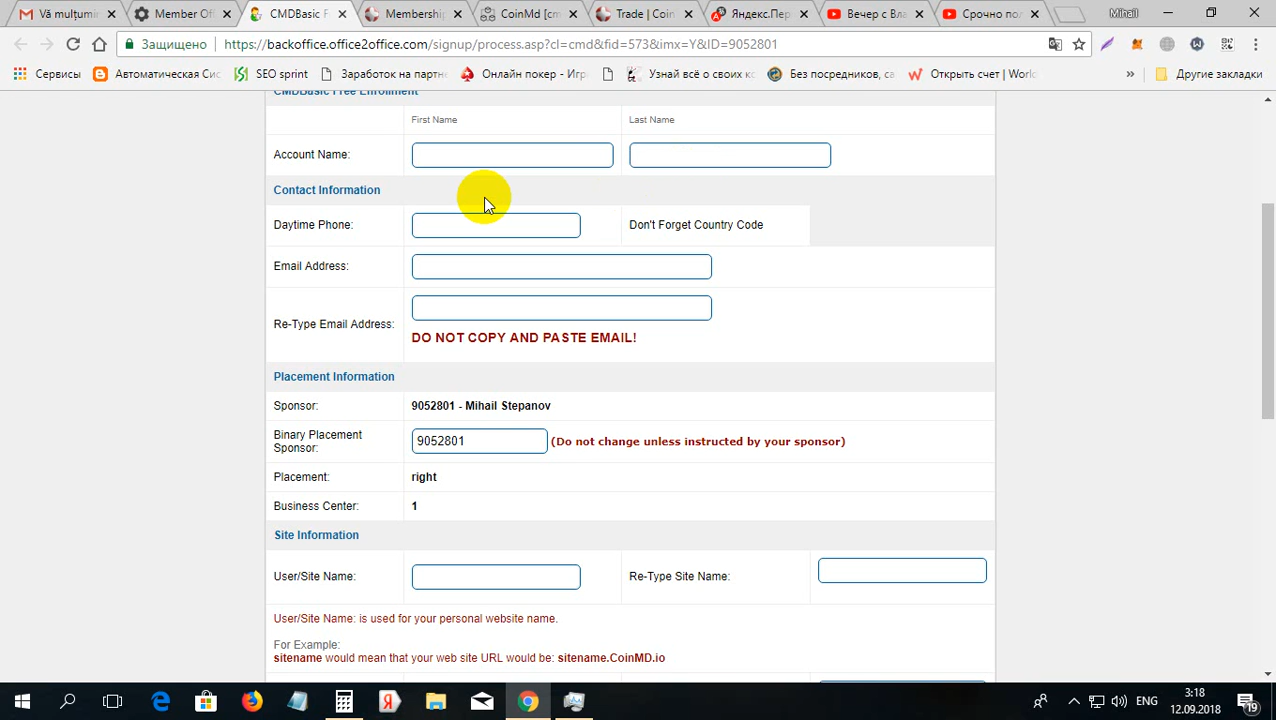 Vă mulțumim
Member Off
CMDBasic F
Membership
CoinMd [cm
Trade | Coin
Яндекс.Пер
Вечер с Вла
Срочно по
Mihail
Защищено
https://backoffice.office2office.com/signup/process.asp?cl=cmd&fid=573&imx=Y&ID=9052801
Сервисы
Автоматическая Сис
SEO sprint
Заработок на партн
Онлайн покер - Игр
Узнай всё о своих ко
Без посредников, са
Открыть счет | Worlo
»
Другие закладки
CMDBasic Free Enrollment
First Name
Last Name
Account Name:
Contact Information
Daytime Phone:
Don't Forget Country Code
Email Address:
Re-Type Email Address:
DO NOT COPY AND PASTE EMAIL!
Placement Information
Sponsor:
9052801 - Mihail Stepanov
Binary Placement
Sponsor:
9052801
(Do not change unless instructed by your sponsor)
Placement:
right
Business Center:
1
Site Information
User/Site Name:
Re-Type Site Name:
User/Site Name: is used for your personal website name.
For Example:
sitename would mean that your web site URL would be: sitename.CoinMD.io
ENG
3:18
12.09.2018
19